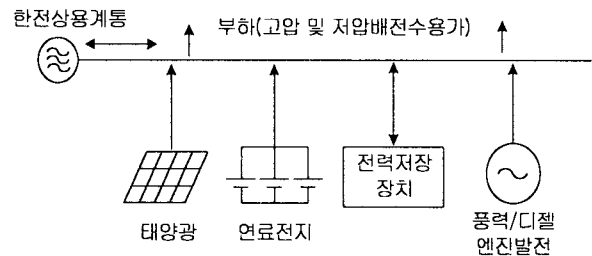 한전상용계통
부하(고압 및 저압배전수용가)
태양광
연료전지
전력저장
장치
풍력/디젤
엔진발전